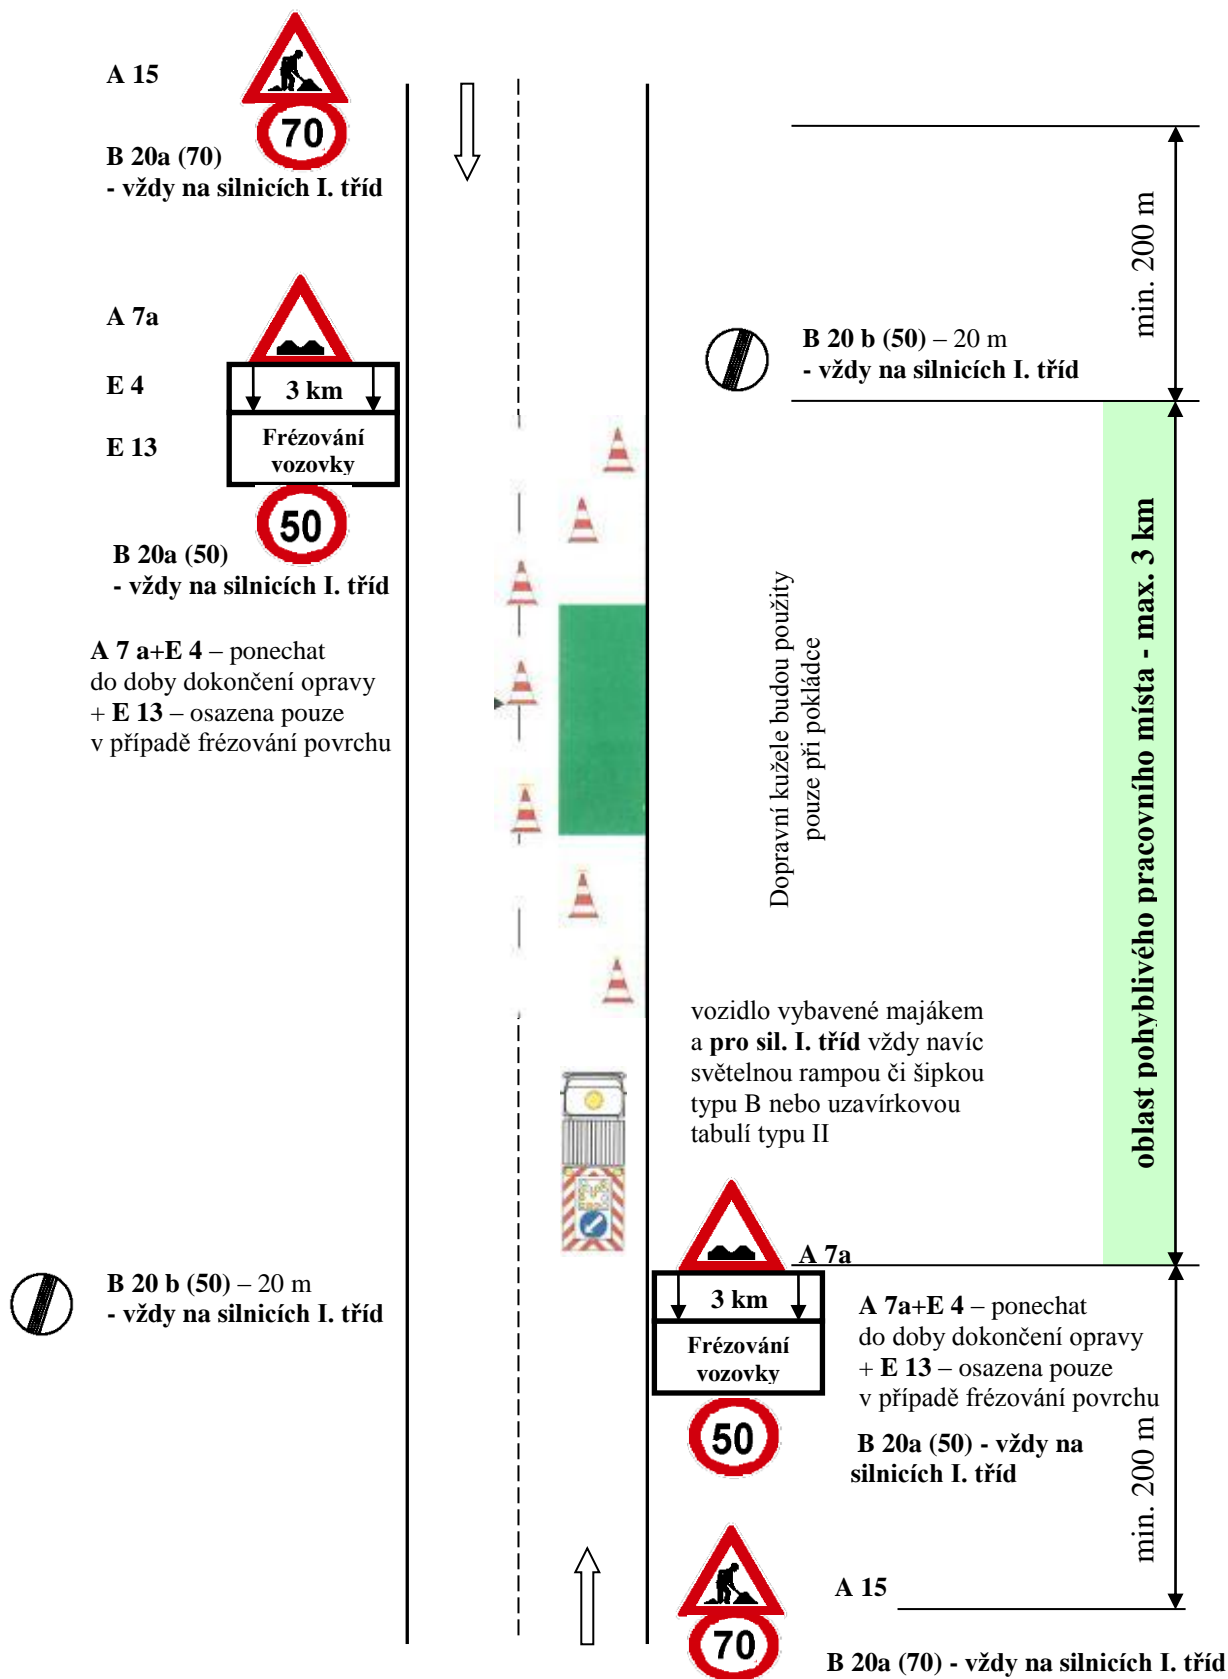 A 15
70
B 20a (70)
- vždy na silnicích I. tříd
A 7a
E 4
3 km
E 13
Frézování
vozovky
50
B 20a (50)
- vždy na silnicích I. tříd
A 7 a+E 4 – ponechat
do doby dokončení opravy
+ E 13 – osazena pouze
v případě frézování povrchu
min. 200 m
B 20 b (50) – 20 m
- vždy na silnicích I. tříd
Dopravní kužele budou použity
pouze při pokládce
oblast pohyblivého pracovního místa - max. 3 km
vozidlo vybavené majákem
a pro sil. I. tříd vždy navíc
světelnou rampou či šipkou
typu B nebo uzavírkovou
tabulí typu II
B 20 b (50) – 20 m
- vždy na silnicích I. tříd
A 7a
3 km
Frézování
vozovky
A 7a+E 4 – ponechat
do doby dokončení opravy
+ E 13 – osazena pouze
v případě frézování povrchu
50
B 20a (50) - vždy na
silnicích I. tříd
min. 200 m
A 15
70
B 20a (70) - vždy na silnicích I. tříd